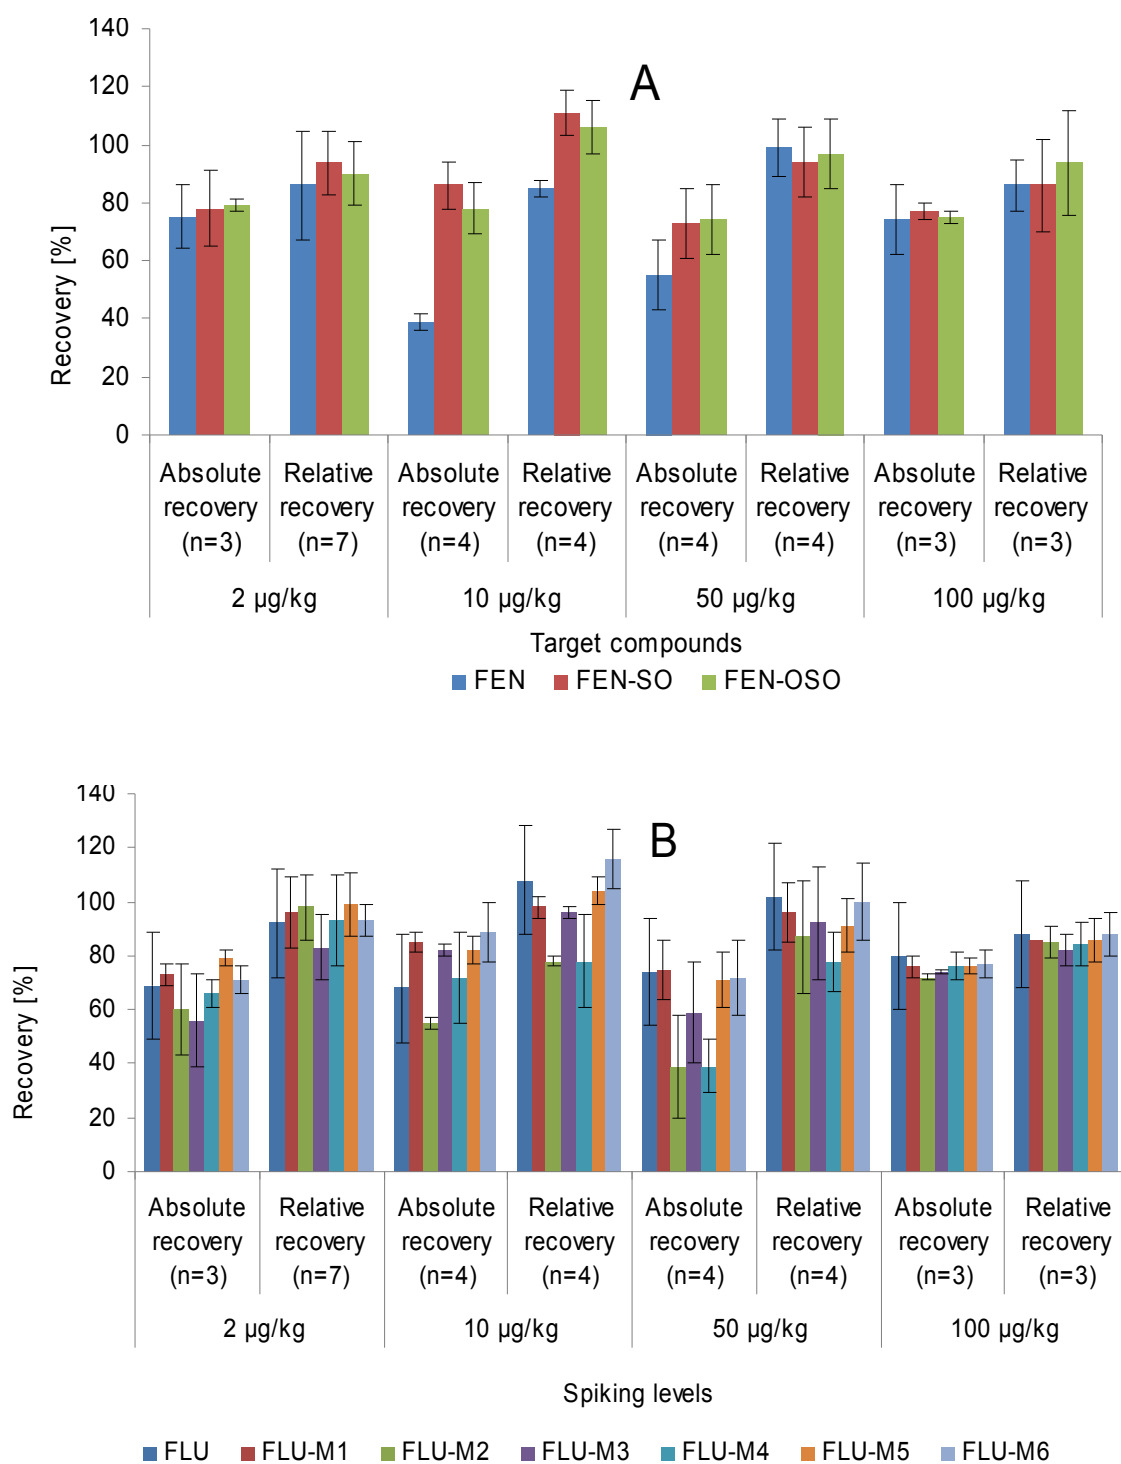 140
120
100
80
60
40
20
0
Recovery [%]
A
Absolute recovery (n=3)
Relative recovery (n=7)
Absolute recovery (n=4)
Relative recovery (n=4)
Absolute recovery (n=4)
Relative recovery (n=4)
Absolute recovery (n=3)
Relative recovery (n=3)
2 µg/kg 10 µg/kg 50 µg/kg 100 µg/kg
Target compounds
FEN FEN-SO FEN-OSO
140
120
100
80
60
40
20
0
Recovery [%]
B
Absolute recovery (n=3)
Relative recovery (n=7)
Absolute recovery (n=4)
Relative recovery (n=4)
Absolute recovery (n=4)
Relative recovery (n=4)
Absolute recovery (n=3)
Relative recovery (n=3)
2 µg/kg 10 µg/kg 50 µg/kg 100 µg/kg
Spiking levels
FLU FLU-M1 FLU-M2 FLU-M3 FLU-M4 FLU-M5 FLU-M6